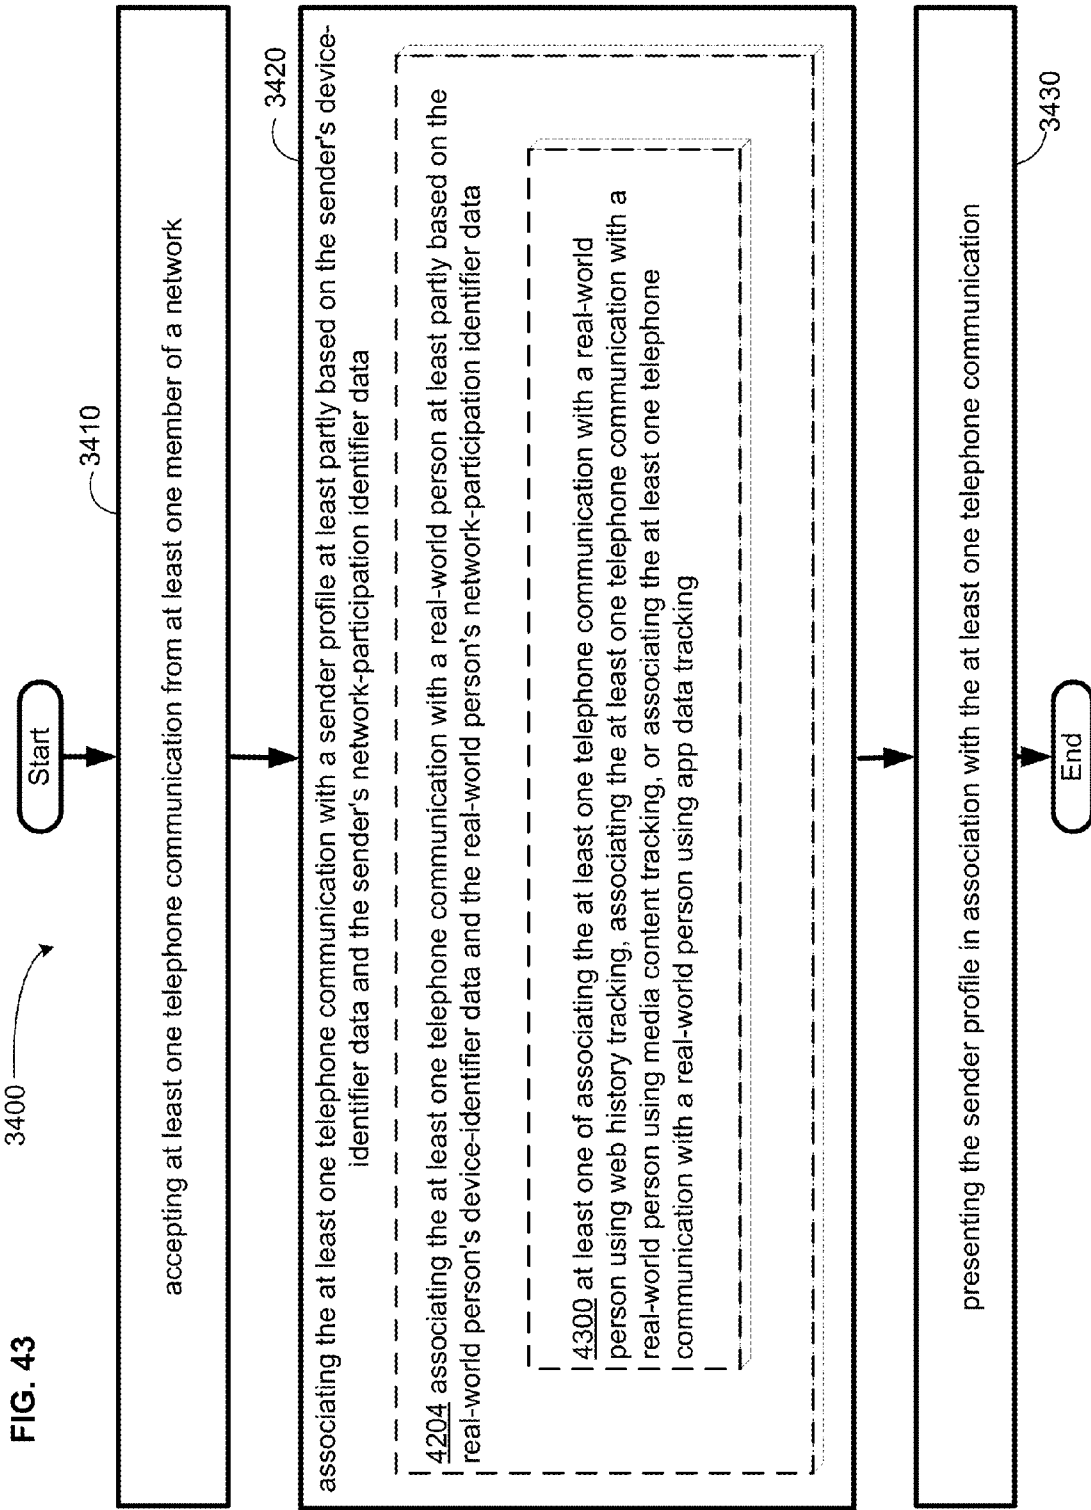 FIG. 43
3400
Start
3410
accepting at least one telephone communication from at least one member of a network
3420
associating the at least one telephone communication with a sender profile at least partly based on the sender's device-
identifier data and the sender's network-participation identifier data
4204 associating the at least one telephone communication with a real-world person at least partly based on the
real-world person's device-identifier data and the real-world person's network-participation identifier data
4300 at least one of associating the at least one telephone communication with a real-world
person using web history tracking, associating the at least one telephone communication with a
real-world person using media content tracking, or associating the at least one telephone
communication with a real-world person using app data tracking
presenting the sender profile in association with the at least one telephone communication
3430
End